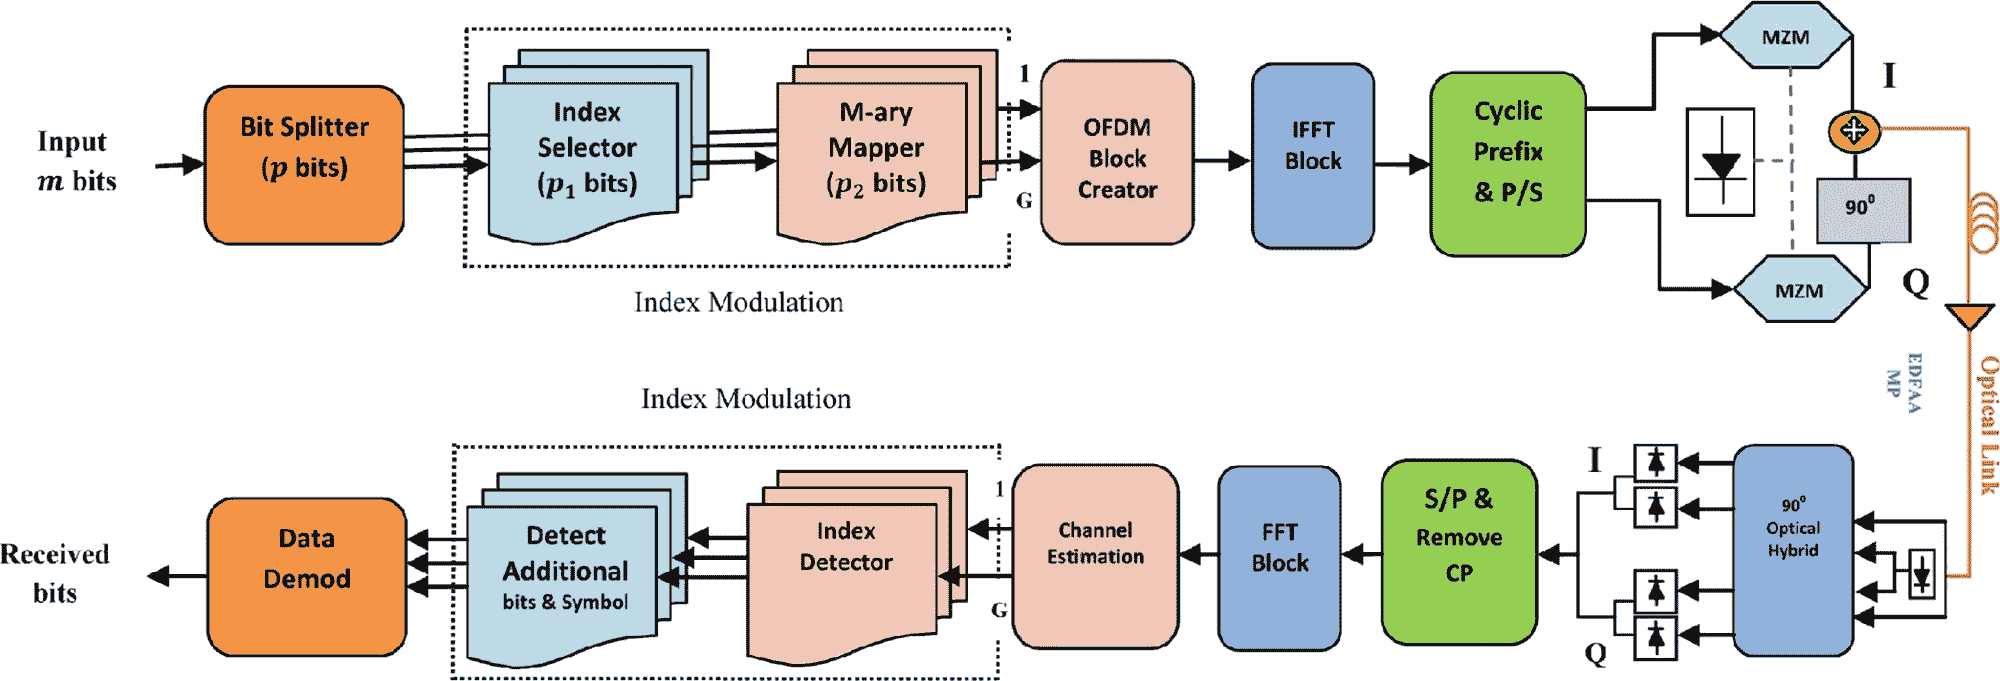 Input
m bits
Bit Splitter
(p bits)
Index
Selector
(p₁ bits)
M-ary
Mapper
(p₂ bits)
1
G
Index Modulation
OFDM
Block
Creator
IFFT
Block
Cyclic
Prefix
& P/S
MZM
I
90⁰
Q
MZM
EDFAA
MP
Optical Link
90⁰
Optical
Hybrid
I
Q
S/P &
Remove
CP
FFT
Block
Channel
Estimation
1
G
Index Modulation
Index
Detector
Detect
Additional
bits & Symbol
Data
Demod
Received
bits